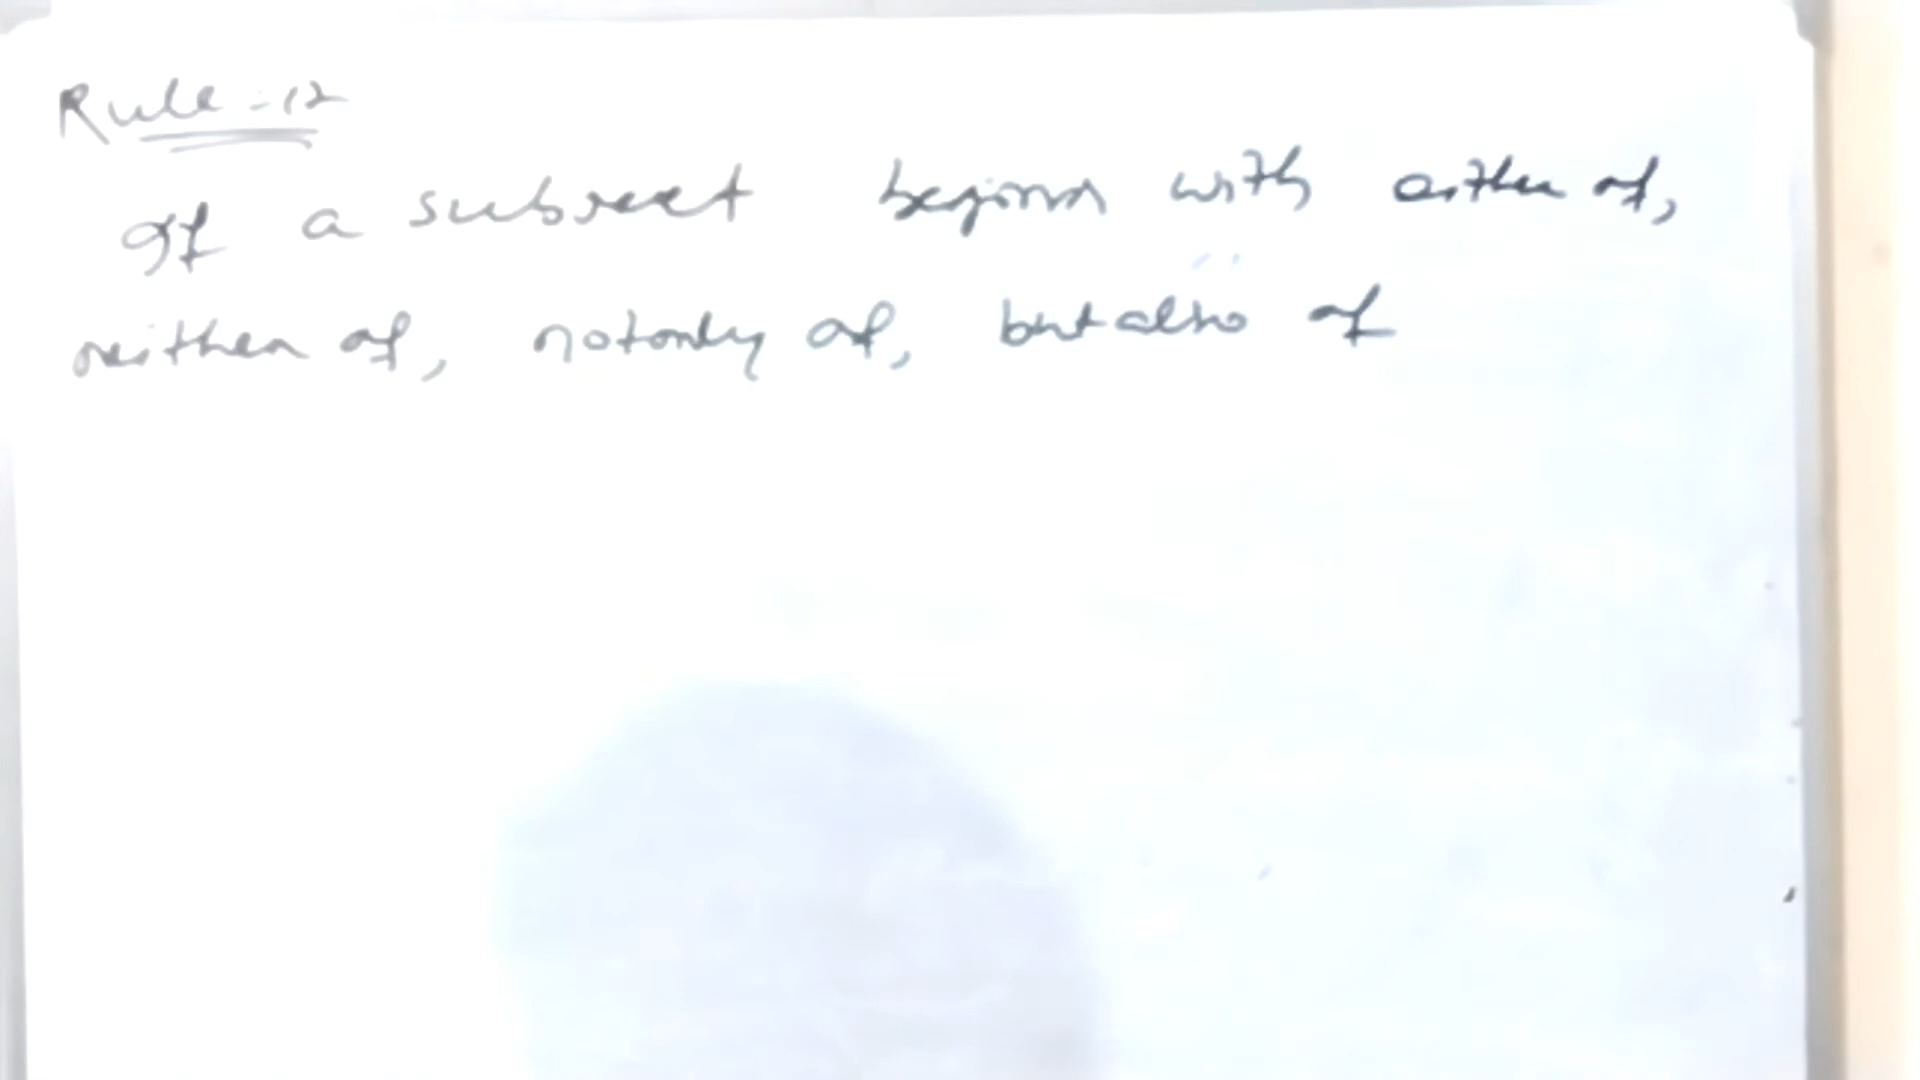 Rule - 12
If a subject begins with either of,
neither of, not only of, but also of